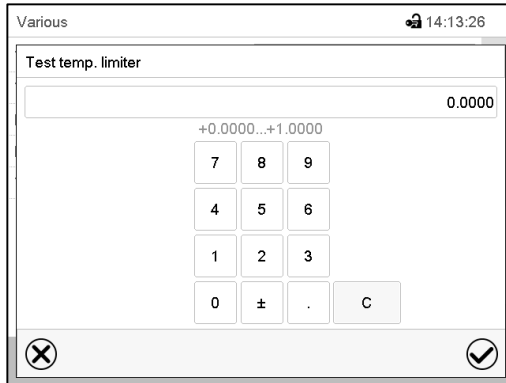 Various 14:13:26
Test temp. limiter
0.0000
+0.0000...+1.0000
7 8 9
4 5 6
1 2 3
0 ± . C